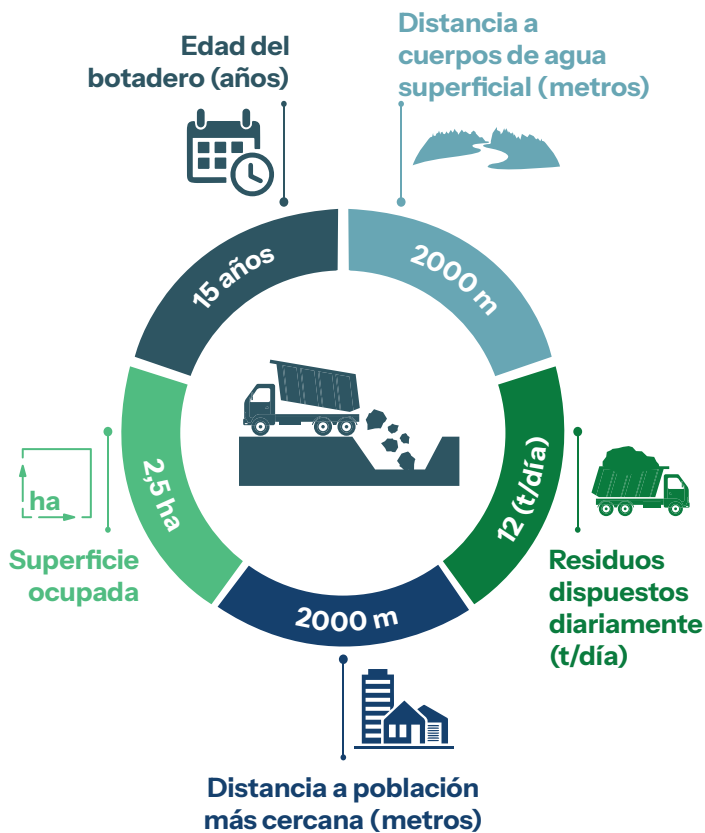 Edad del
botadero (años)
Distancia a
cuerpos de agua
superficial (metros)
15 años
2000 m
2,5 ha
12 (t/día)
2000 m
ha
Superficie
ocupada
Residuos
dispuestos
diariamente
(t/día)
Distancia a población
más cercana (metros)